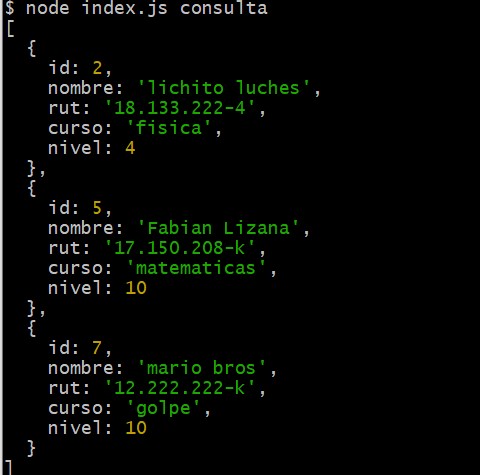 $ node index.js consulta
[
  {
    id: 2,
    nombre: 'lichito luches',
    rut: '18.133.222-4',
    curso: 'fisica',
    nivel: 4
  },
  {
    id: 5,
    nombre: 'Fabian Lizana',
    rut: '17.150.208-k',
    curso: 'matematicas',
    nivel: 10
  },
  {
    id: 7,
    nombre: 'mario bros',
    rut: '12.222.222-k',
    curso: 'golpe',
    nivel: 10
  }
]